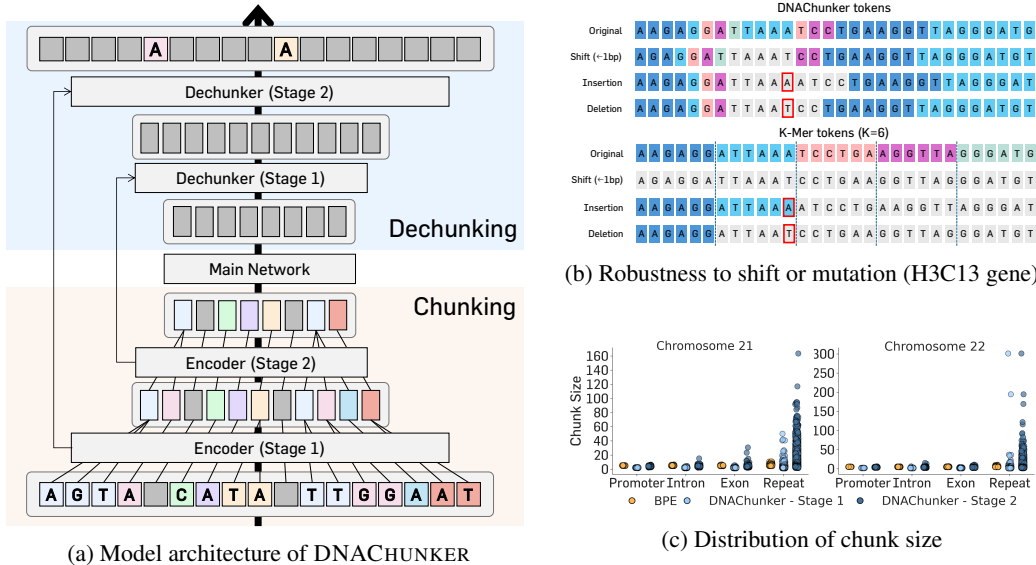 A A
Dechunker (Stage 2)
Dechunker (Stage 1)
Dechunking
Main Network
Chunking
Encoder (Stage 2)
Encoder (Stage 1)
A G T A C A T A T T G G A A T
(a) Model architecture of DNACHUNKER
DNAChunker tokens
Original A A G A G G A T T A A A T C C T G A A G G T T A G G G A T G
Shift (←1bp) A G A G G A T T A A A T C C T G A A G G T T A G G G A T G T
Insertion A A G A G G A T T A A A A T C C T G A A G G T T A G G G A T
Deletion A A G A G G A T T A A T C C T G A A G G T T A G G G A T G T
K-Mer tokens (K=6)
Original A A G A G G A T T A A A T C C T G A A G G T T A G G G A T G
Shift (←1bp) A G A G G A T T A A A T C C T G A A G G T T A G G G A T G T
Insertion A A G A G G A T T A A A A T C C T G A A G G T T A G G G A T
Deletion A A G A G G A T T A A T C C T G A A G G T T A G G G A T G T
(b) Robustness to shift or mutation (H3C13 gene)
Chromosome 21 Chromosome 22
Chunk Size
160
140
120
100
80
60
40
20
0
300
250
200
150
100
50
0
Promoter Intron Exon Repeat Promoter Intron Exon Repeat
BPE DNAChunker - Stage 1 DNAChunker - Stage 2
(c) Distribution of chunk size